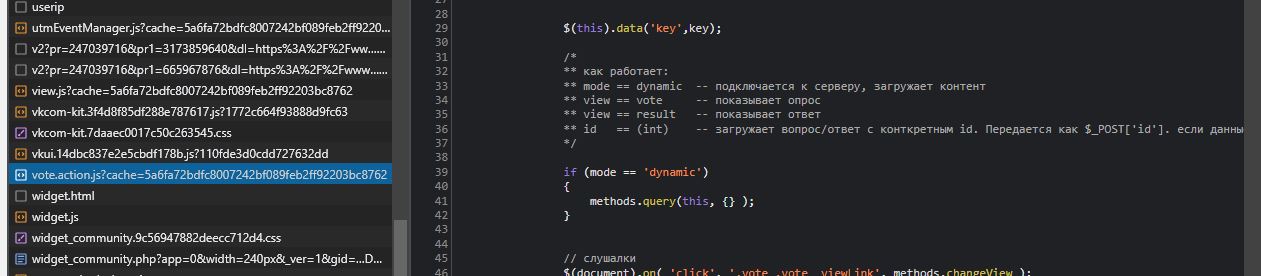 userip
utmEventManager.js?cache=5a6fa72bdfc8007242bf089feb2ff9220...
v2?pr=247039716&pr1=3173859640&dl=https%3A%2F%2Fww......
v2?pr=247039716&pr1=665967876&dl=https%3A%2F%2Fwww......
view.js?cache=5a6fa72bdfc8007242bf089feb2ff92203bc8762
vkcom-kit.3f4d8f85df288e787617.js?1772c664f93888d9fc63
vkcom-kit.7daaec0017c50c263545.css
vkui.14dbc837e2e5cbdf178b.js?110fde3d0cdd727632dd
vote.action.js?cache=5a6fa72bdfc8007242bf089feb2ff92203bc8762
widget.html
widget.js
widget_community.9c56947882deecc712d4.css
widget_community.php?app=0&width=240px&_ver=1&gid=...D...
28
29 $(this).data('key',key);
30
31 /*
32 ** как работает:
33 ** mode == dynamic -- подключается к серверу, загружает контент
34 ** view == vote -- показывает опрос
35 ** view == result -- показывает ответ
36 ** id == (int) -- загружает вопрос/ответ с конткретным id. Передается как $_POST['id']. если данны
37 */
38
39 if (mode == 'dynamic')
40 {
41 methods.query(this, {} );
42 }
43
44
45 // слушалки
46 $(document).on( 'click', '.vote .vote__viewLink', methods.changeView );